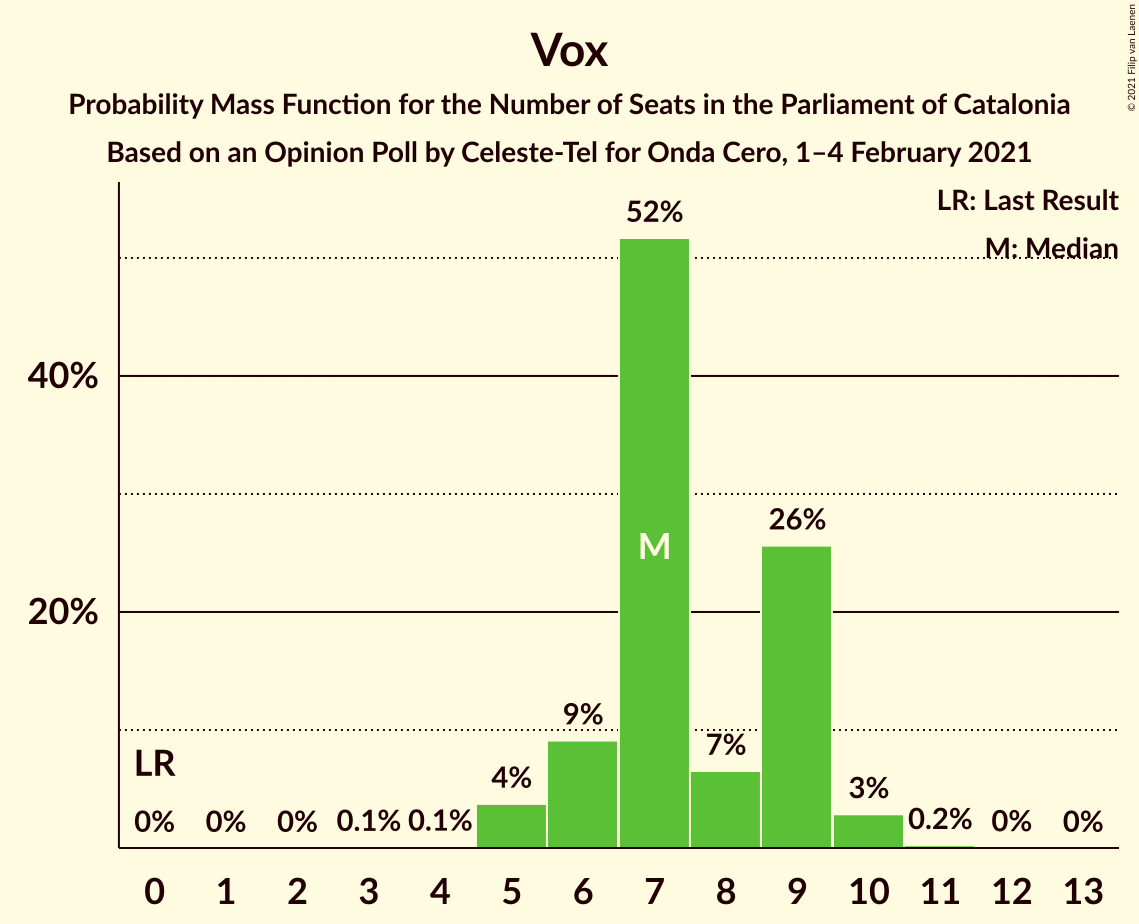 Vox
Probability Mass Function for the Number of Seats in the Parliament of Catalonia
Based on an Opinion Poll by Celeste-Tel for Onda Cero, 1–4 February 2021
© 2021 Filip van Laenen
LR: Last Result
M: Median
52%
40%
26%
M
20%
9%
7%
LR
4%
3%
0%
0%
0%
0.1%
0.1%
0.2%
0%
0%
0 1 2 3 4 5 6 7 8 9 10 11 12 13